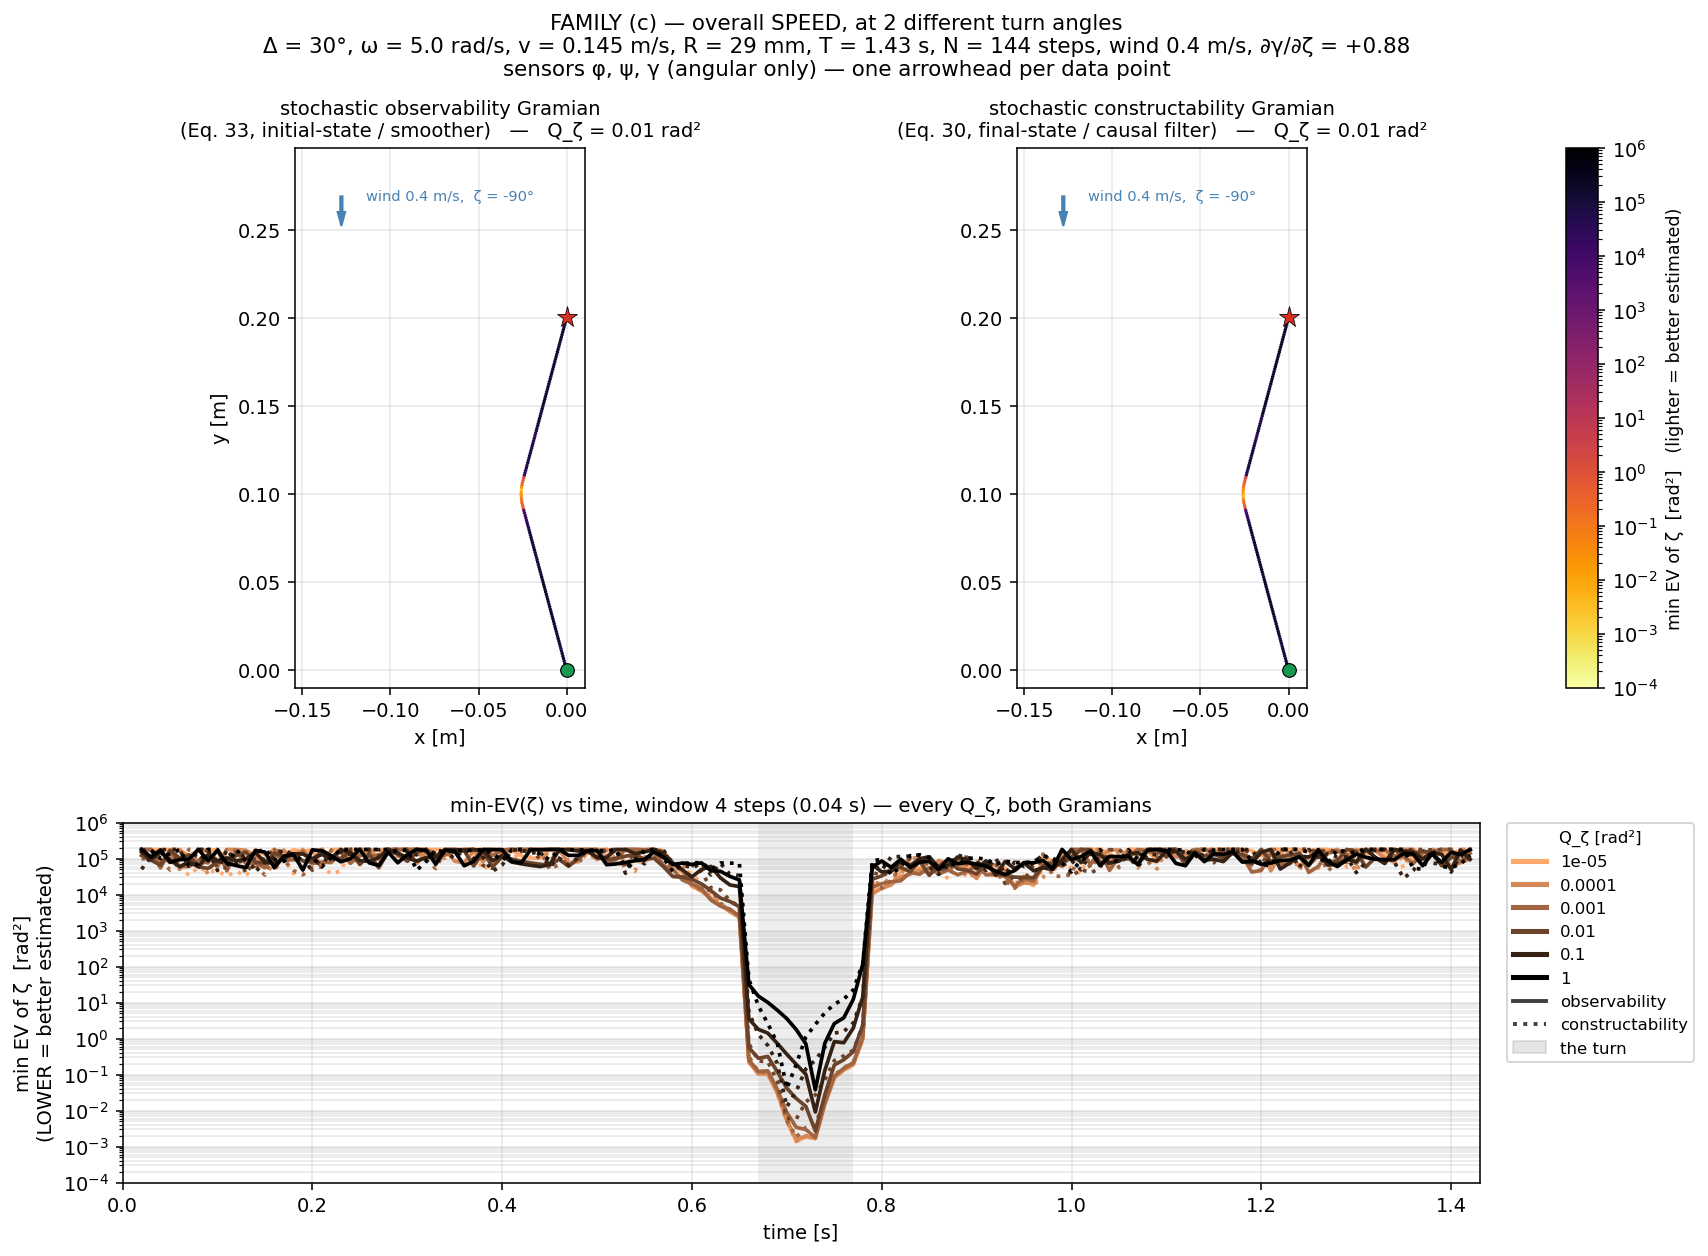 FAMILY (c) — overall SPEED, at 2 different turn angles
Δ = 30°, ω = 5.0 rad/s, v = 0.145 m/s, R = 29 mm, T = 1.43 s, N = 144 steps, wind 0.4 m/s, ∂γ/∂ζ = +0.88
sensors φ, ψ, γ (angular only) — one arrowhead per data point
stochastic observability Gramian
(Eq. 33, initial-state / smoother) — Q_ζ = 0.01 rad²
wind 0.4 m/s, ζ = -90°
y [m]
0.25
0.20
0.15
0.10
0.05
0.00
−0.15 −0.10 −0.05 0.00
x [m]
stochastic constructability Gramian
(Eq. 30, final-state / causal filter) — Q_ζ = 0.01 rad²
wind 0.4 m/s, ζ = -90°
0.25
0.20
0.15
0.10
0.05
0.00
−0.15 −0.10 −0.05 0.00
x [m]
10⁶
10⁵
10⁴
10³
10²
10¹
10⁰
10⁻¹
10⁻²
10⁻³
10⁻⁴
min EV of ζ [rad²] (lighter = better estimated)
min-EV(ζ) vs time, window 4 steps (0.04 s) — every Q_ζ, both Gramians
min EV of ζ [rad²]
(LOWER = better estimated)
10⁶
10⁵
10⁴
10³
10²
10¹
10⁰
10⁻¹
10⁻²
10⁻³
10⁻⁴
0.0 0.2 0.4 0.6 0.8 1.0 1.2 1.4
time [s]
Q_ζ [rad²]
1e-05
0.0001
0.001
0.01
0.1
1
observability
constructability
the turn